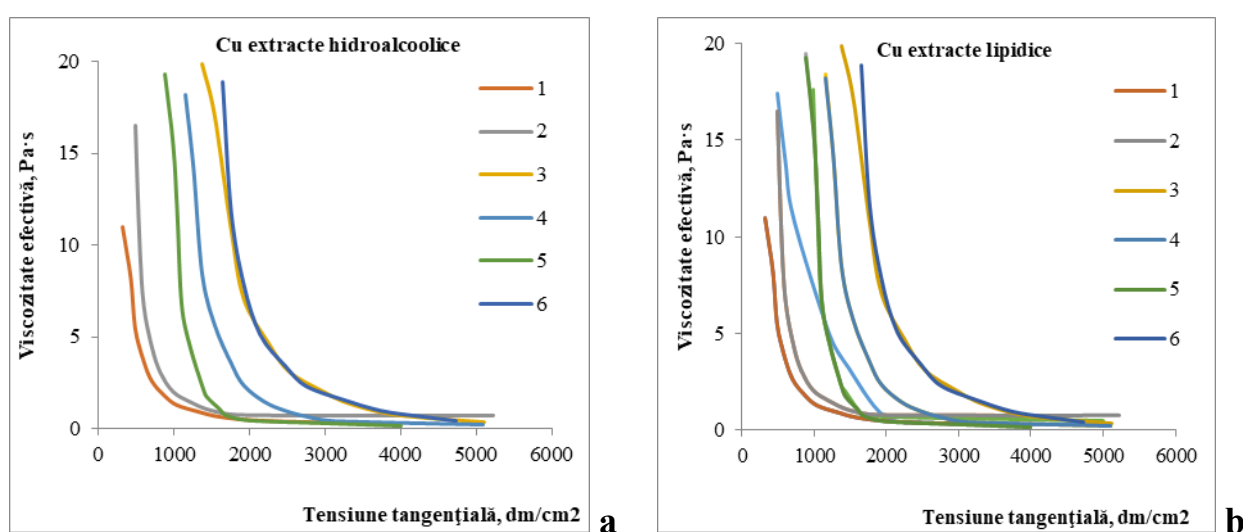 Cu extracte hidroalcoolice
Viscozitate efectivă, Pa·s
20
15
10
5
0
0 1000 2000 3000 4000 5000 6000
Tensiune tangenţială, dm/cm2
1
2
3
4
5
6
a
Cu extracte lipidice
Viscozitate efectivă, Pa·s
20
15
10
5
0
0 1000 2000 3000 4000 5000 6000
Tensiune tangenţială, dm/cm2
1
2
3
4
5
6
b